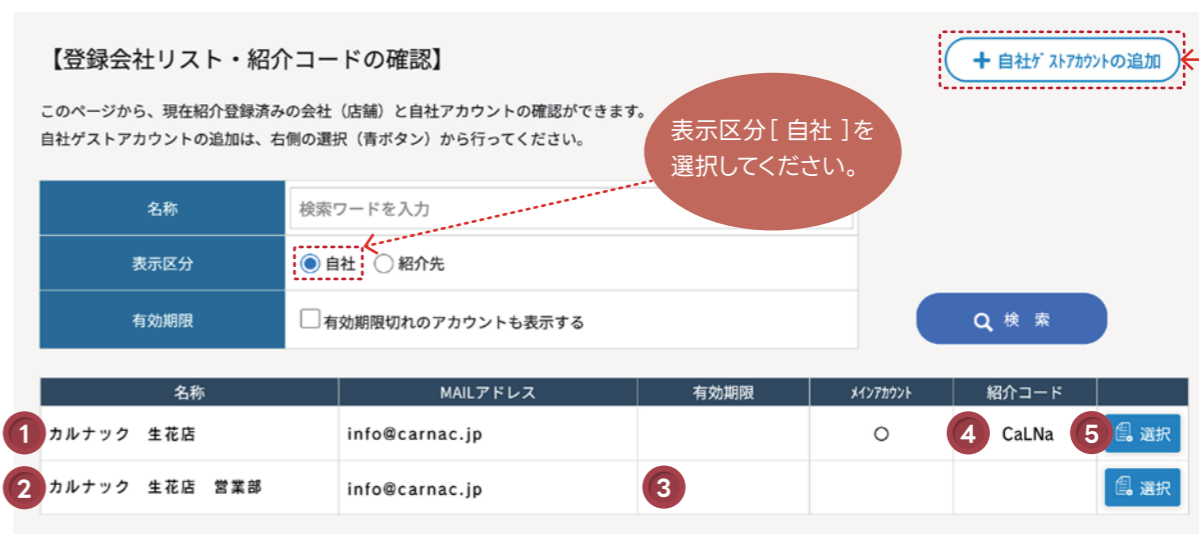 【登録会社リスト・紹介コードの確認】
+ 自社ｹﾞｽﾄｱｶｳﾝﾄの追加
このページから、現在紹介登録済みの会社（店舗）と自社アカウントの確認ができます。
自社ゲストアカウントの追加は、右側の選択（青ボタン）から行ってください。
表示区分[ 自社 ]を
選択してください。
名称 検索ワードを入力
表示区分 自社 紹介先
有効期限 有効期限切れのアカウントも表示する
検 索
名称 MAILアドレス 有効期限 ﾒｲﾝｱｶｳﾝﾄ 紹介コード
1 カルナック 生花店 info@carnac.jp ○ 4 CaLNa 5 選択
2 カルナック 生花店 営業部 info@carnac.jp 3 選択